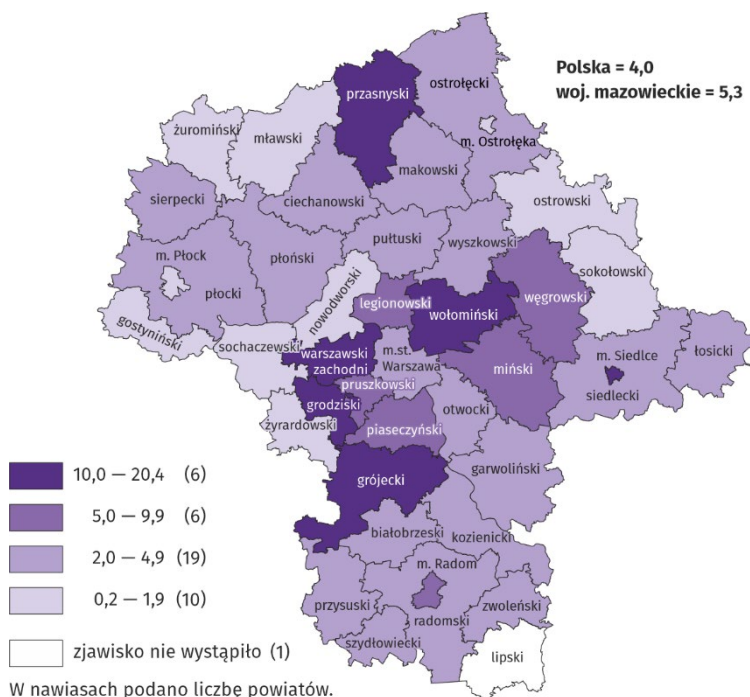 Polska = 4,0
woj. mazowieckie = 5,3
ostrołęcki
przasnyski
żuromiński
mławski
m. Ostrołęka
makowski
sierpecki
ciechanowski
ostrowski
pułtuski
wyszkowski
m. Płock
płoński
sokołowski
płocki
nowodworski
legionowski
węgrowski
wołomiński
gostyniński
sochaczewski
warszawski
zachodni
m.st.
Warszawa
m. Siedlce
łosicki
miński
pruszkowski
siedlecki
grodziski
otwocki
żyrardowski
piaseczyński
garwoliński
grójecki
białobrzeski
kozienicki
m. Radom
przysuski
zwoleński
radomski
szydłowiecki
lipski
10,0 — 20,4 (6)
5,0 — 9,9 (6)
2,0 — 4,9 (19)
0,2 — 1,9 (10)
zjawisko nie wystąpiło (1)
W nawiasach podano liczbę powiatów.